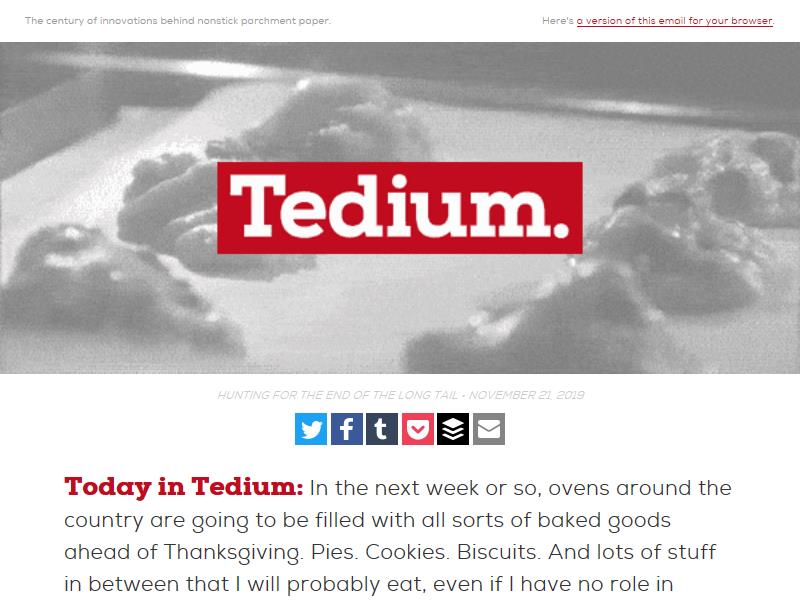 The century of innovations behind nonstick parchment paper.
Here's a version of this email for your browser.
Tedium.
HUNTING FOR THE END OF THE LONG TAIL • NOVEMBER 21, 2019
Today in Tedium: In the next week or so, ovens around the
country are going to be filled with all sorts of baked goods
ahead of Thanksgiving. Pies. Cookies. Biscuits. And lots of stuff
in between that I will probably eat, even if I have no role in